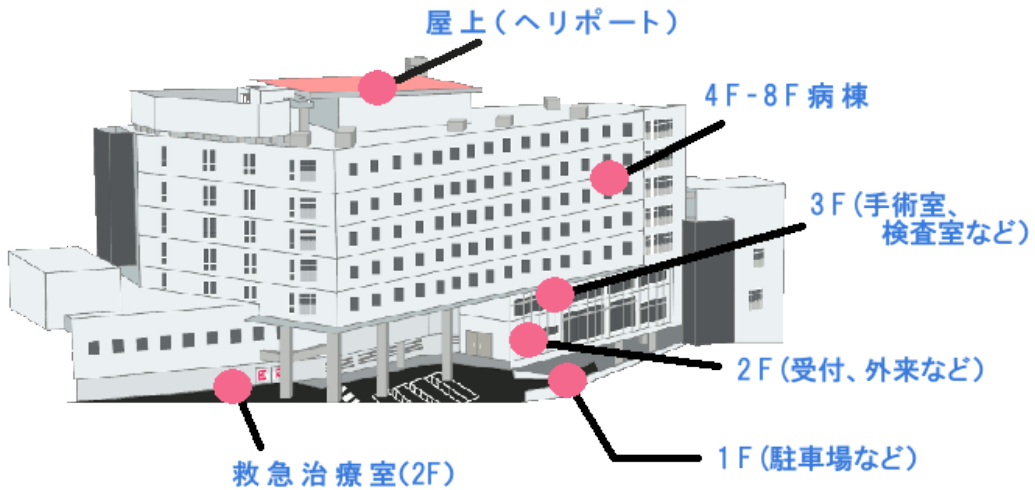 屋上(ヘリポート)
4F-8F病棟
3F(手術室、
検査室など)
2F(受付、外来など)
1F(駐車場など)
救急治療室(2F)